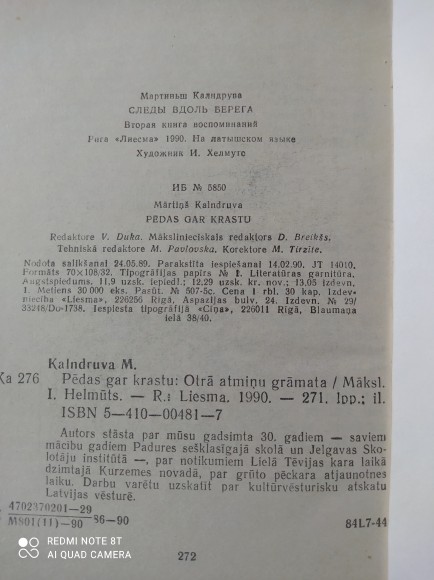 Мартиньш Калндрува
СЛЕДЫ ВДОЛЬ БЕРЕГА
Вторая книга воспоминаний
Рига «Лиесма» 1990. На латышском языке
Художник И. Хелмутс
ИБ № 5850
Mārtiņš Kalndruva
PĒDAS GAR KRASTU
Redaktore V. Duka. Mākslinieciskais redaktors D. Breikšs.
Tehniskā redaktore M. Pavlovska. Korektore M. Tirzīte.
Nodota salikšanai 24.05.89. Parakstīta iespiešanai 14.02.90. JT 14010.
Formāts 70×108/32. Tipogrāfijas papīrs № 1. Literatūras garnitūra.
Augstspiedums. 11,9 uzsk. iespiedl.; 12,29 uzsk. kr. nov.; 13,05 izdevn.
l. Metiens 30 000 eks. Pasūt. № 507-5c. Cena 1 rbl. 30 kap. Izdev-
niecība «Liesma», 226256 Rīgā, Aspazijas bulv. 24. Izdevn. № 29/
33248/Do-1738. Iespiesta tipogrāfijā «Cīņa», 226011 Rīgā, Blaumaņa
ielā 38/40.
Kalndruva M.
Ka 276
Pēdas gar krastu: Otrā atmiņu grāmata / Māksl.
I. Helmūts. — R.: Liesma. 1990. — 271. lpp.; il.
ISBN 5—410—00481—7
Autors stāsta par mūsu gadsimta 30. gadiem — saviem
mācību gadiem Padures sešklasīgajā skolā un Jelgavas Sko-
lotāju institūtā —, par notikumiem Lielā Tēvijas kara laikā
dzimtajā Kurzemes novadā, par grūto pēckara atjaunotnes
laiku. Darbu varētu uzskatīt par kultūrvēsturisku atskatu
Latvijas vēsturē.
4702370201—29
M801(11)—90 86—90
84L7-44
REDMI NOTE 8T
AI QUAD CAMERA
272